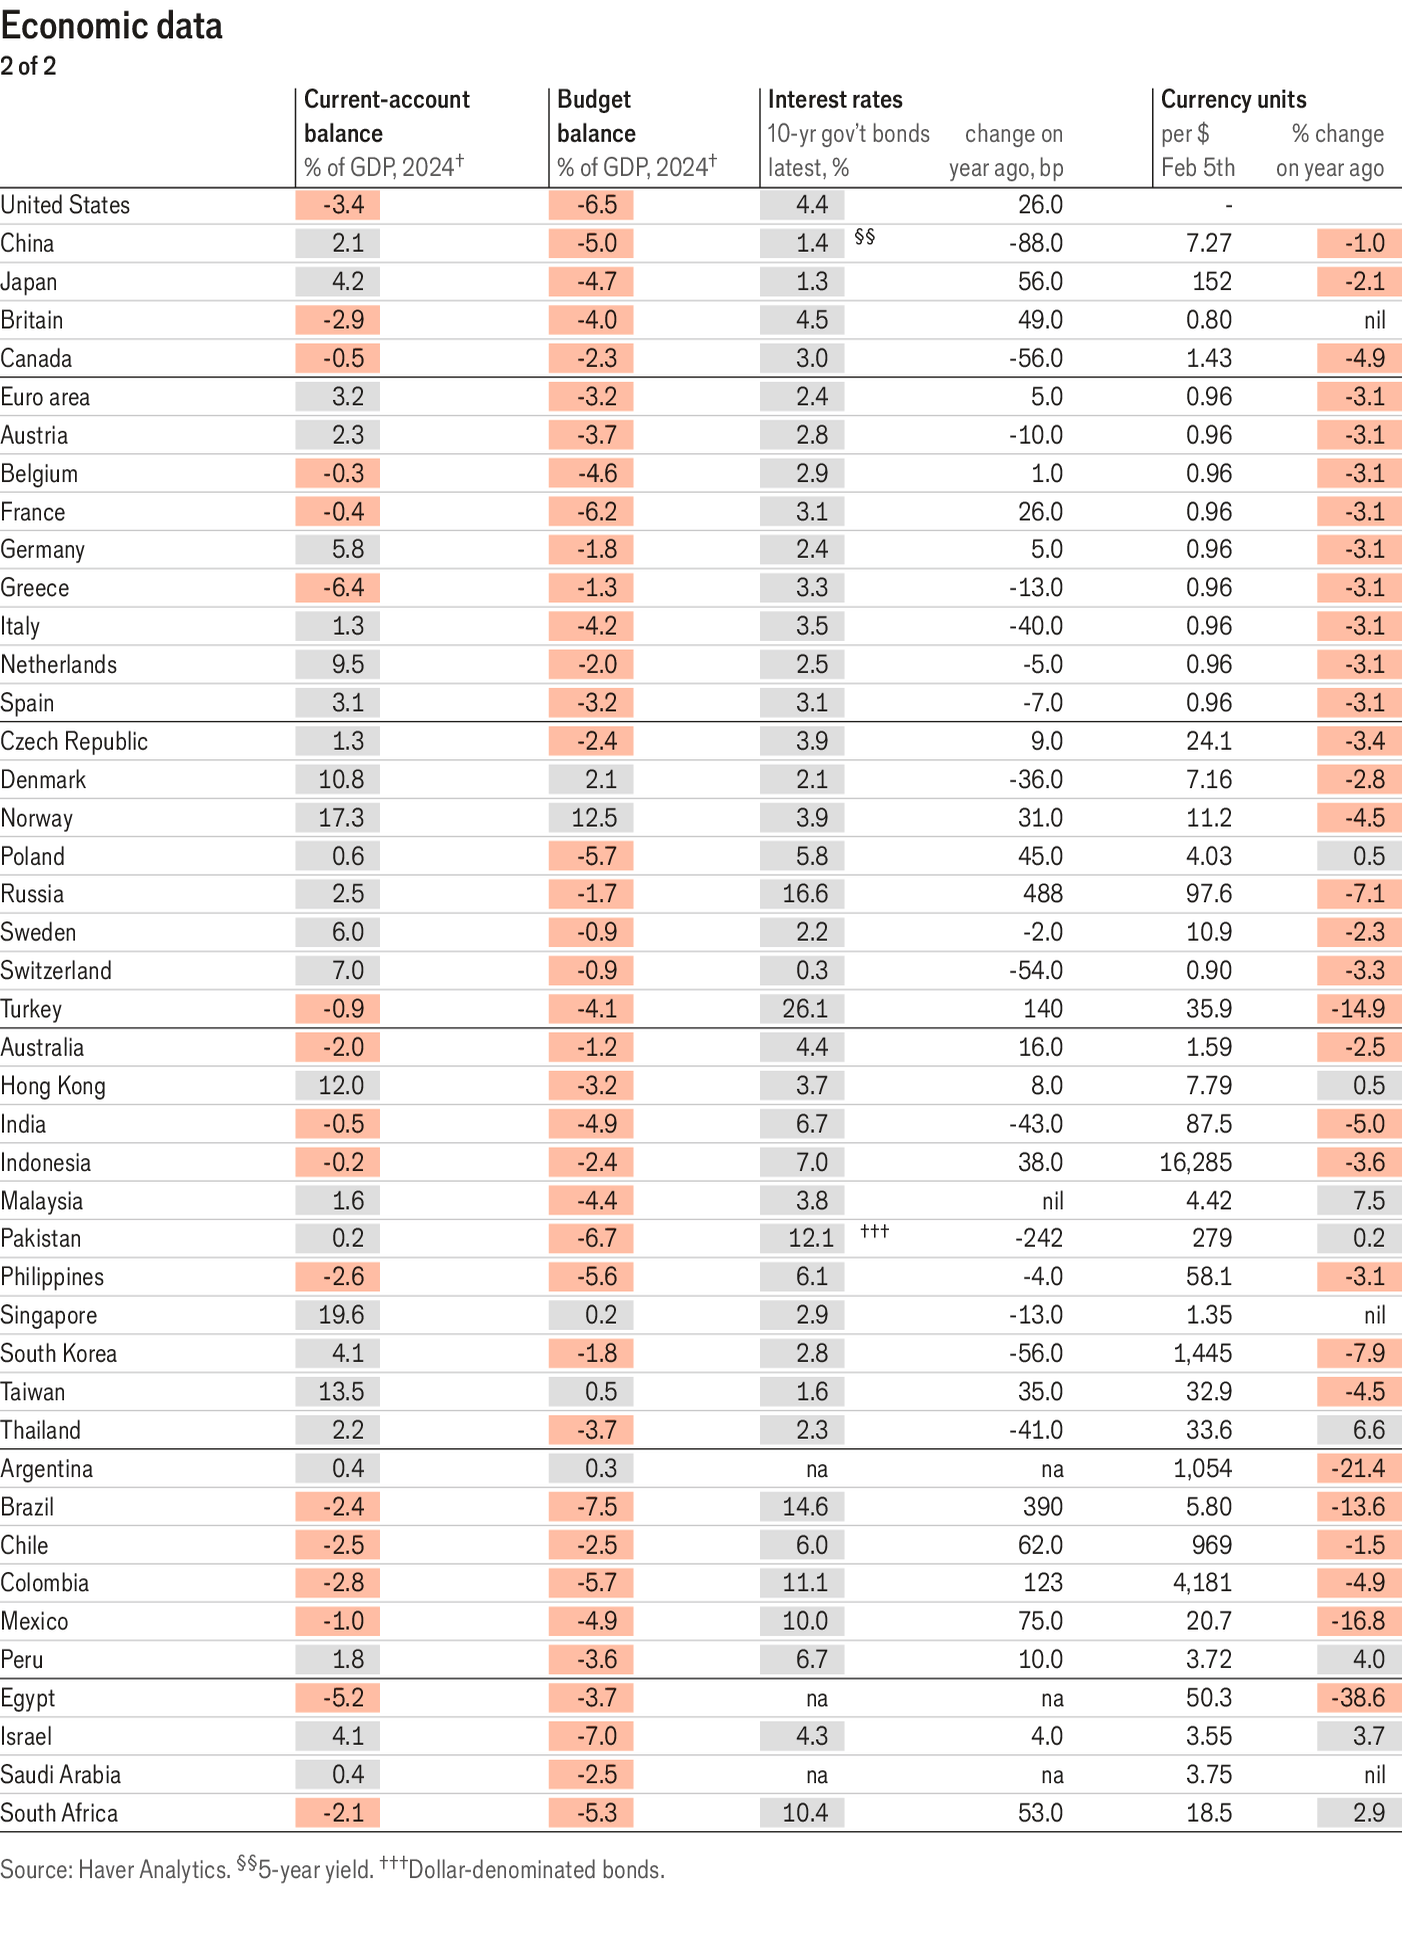 Economic data
2 of 2
Current-account Budget Interest rates Currency units
balance balance 10-yr gov’t bonds change on per $ % change
% of GDP, 2024† % of GDP, 2024† latest, % year ago, bp Feb 5th on year ago
United States -3.4 -6.5 4.4 26.0 -
China 2.1 -5.0 1.4 §§ -88.0 7.27 -1.0
Japan 4.2 -4.7 1.3 56.0 152 -2.1
Britain -2.9 -4.0 4.5 49.0 0.80 nil
Canada -0.5 -2.3 3.0 -56.0 1.43 -4.9
Euro area 3.2 -3.2 2.4 5.0 0.96 -3.1
Austria 2.3 -3.7 2.8 -10.0 0.96 -3.1
Belgium -0.3 -4.6 2.9 1.0 0.96 -3.1
France -0.4 -6.2 3.1 26.0 0.96 -3.1
Germany 5.8 -1.8 2.4 5.0 0.96 -3.1
Greece -6.4 -1.3 3.3 -13.0 0.96 -3.1
Italy 1.3 -4.2 3.5 -40.0 0.96 -3.1
Netherlands 9.5 -2.0 2.5 -5.0 0.96 -3.1
Spain 3.1 -3.2 3.1 -7.0 0.96 -3.1
Czech Republic 1.3 -2.4 3.9 9.0 24.1 -3.4
Denmark 10.8 2.1 2.1 -36.0 7.16 -2.8
Norway 17.3 12.5 3.9 31.0 11.2 -4.5
Poland 0.6 -5.7 5.8 45.0 4.03 0.5
Russia 2.5 -1.7 16.6 488 97.6 -7.1
Sweden 6.0 -0.9 2.2 -2.0 10.9 -2.3
Switzerland 7.0 -0.9 0.3 -54.0 0.90 -3.3
Turkey -0.9 -4.1 26.1 140 35.9 -14.9
Australia -2.0 -1.2 4.4 16.0 1.59 -2.5
Hong Kong 12.0 -3.2 3.7 8.0 7.79 0.5
India -0.5 -4.9 6.7 -43.0 87.5 -5.0
Indonesia -0.2 -2.4 7.0 38.0 16,285 -3.6
Malaysia 1.6 -4.4 3.8 nil 4.42 7.5
Pakistan 0.2 -6.7 12.1 ††† -242 279 0.2
Philippines -2.6 -5.6 6.1 -4.0 58.1 -3.1
Singapore 19.6 0.2 2.9 -13.0 1.35 nil
South Korea 4.1 -1.8 2.8 -56.0 1,445 -7.9
Taiwan 13.5 0.5 1.6 35.0 32.9 -4.5
Thailand 2.2 -3.7 2.3 -41.0 33.6 6.6
Argentina 0.4 0.3 na na 1,054 -21.4
Brazil -2.4 -7.5 14.6 390 5.80 -13.6
Chile -2.5 -2.5 6.0 62.0 969 -1.5
Colombia -2.8 -5.7 11.1 123 4,181 -4.9
Mexico -1.0 -4.9 10.0 75.0 20.7 -16.8
Peru 1.8 -3.6 6.7 10.0 3.72 4.0
Egypt -5.2 -3.7 na na 50.3 -38.6
Israel 4.1 -7.0 4.3 4.0 3.55 3.7
Saudi Arabia 0.4 -2.5 na na 3.75 nil
South Africa -2.1 -5.3 10.4 53.0 18.5 2.9
Source: Haver Analytics. §§5-year yield. †††Dollar-denominated bonds.